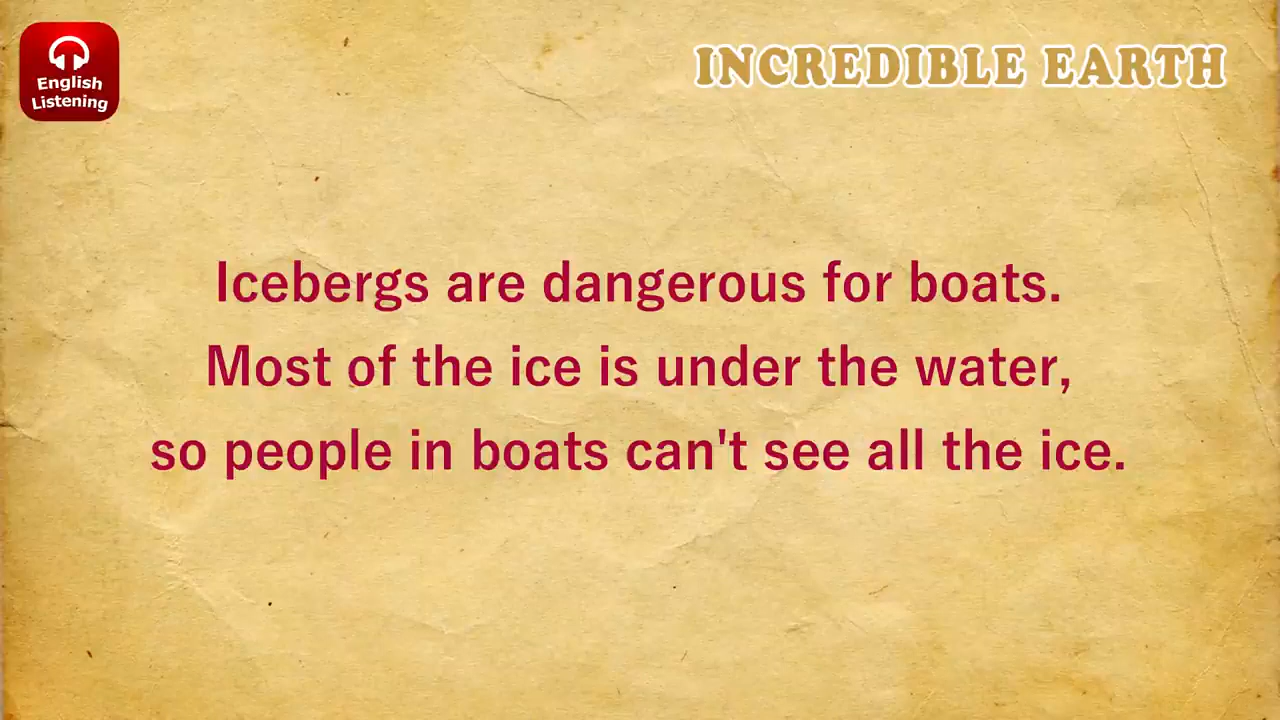 English
Listening
INCREDIBLE EARTH
Icebergs are dangerous for boats.
Most of the ice is under the water,
so people in boats can't see all the ice.